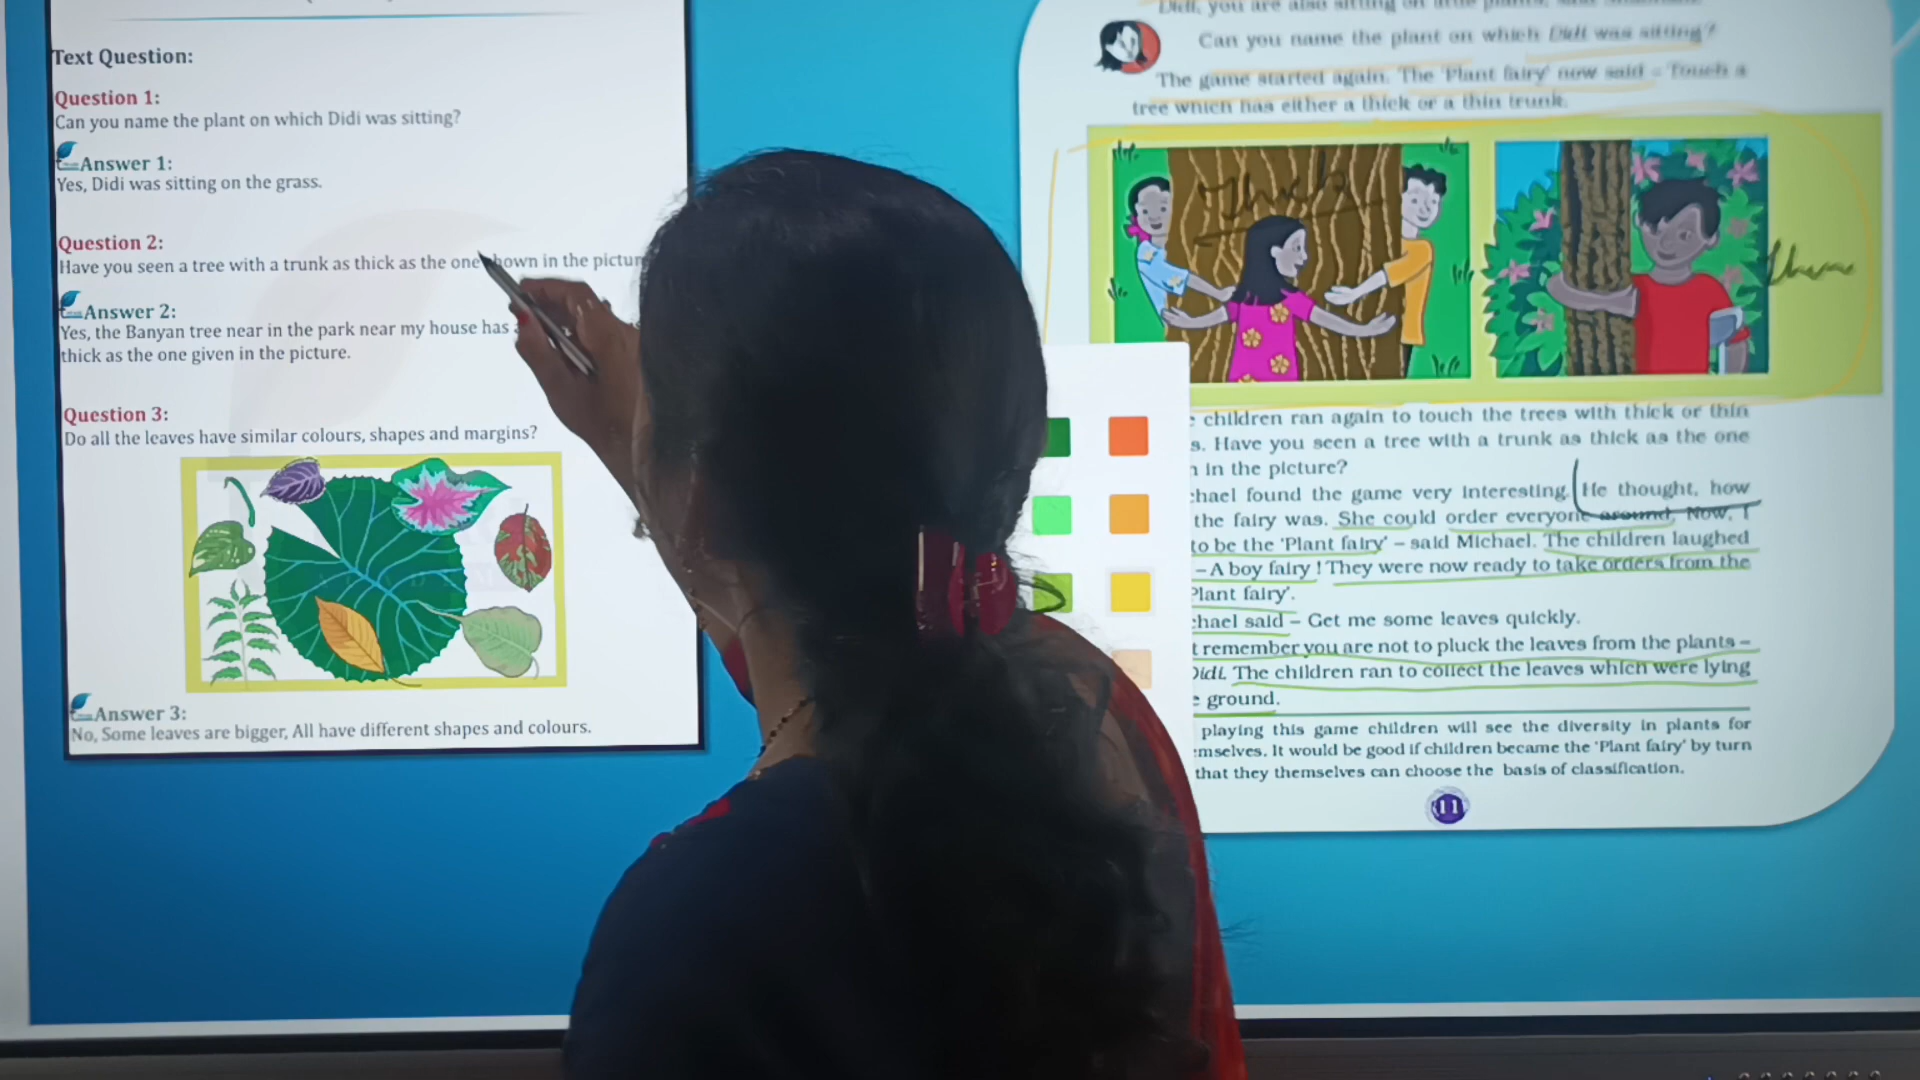 Text Question:
Question 1:
Can you name the plant on which Didi was sitting?
Answer 1:
Yes, Didi was sitting on the grass.
Question 2:
Have you seen a tree with a trunk as thick as the one shown in the pictur
Answer 2:
Yes, the Banyan tree near in the park near my house has
thick as the one given in the picture.
Question 3:
Do all the leaves have similar colours, shapes and margins?
Answer 3:
No, Some leaves are bigger, All have different shapes and colours.
Didi, you are also sitting on
Can you name the plant on which Didi was sitting?
The game started again. The 'Plant fairy' now said – Touch a
tree which has either a thick or a thin trunk.
Thick
children ran again to touch the trees with thick or thin
s. Have you seen a tree with a trunk as thick as the one
in the picture?
hael found the game very interesting. He thought, how
the fairy was. She could order everyone around. Now, I
to be the 'Plant fairy' – said Michael. The children laughed
– A boy fairy ! They were now ready to take orders from the
Plant fairy'.
hael said – Get me some leaves quickly.
t remember you are not to pluck the leaves from the plants –
Didi. The children ran to collect the leaves which were lying
ground.
playing this game children will see the diversity in plants for
mselves. It would be good if children became the 'Plant fairy' by turn
that they themselves can choose the basis of classification.
11